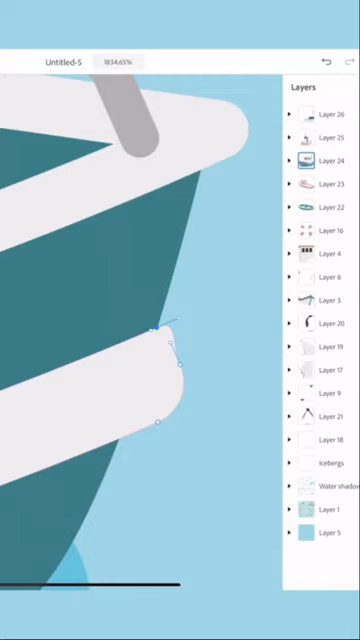 Untitled-5
1834.65%
Layers
Layer 26
Layer 25
Layer 24
Layer 23
Layer 22
Layer 16
Layer 4
Layer 6
Layer 3
Layer 20
Layer 19
Layer 17
Layer 9
Layer 21
Layer 18
Icebergs
Water shadow
Layer 1
Layer 5